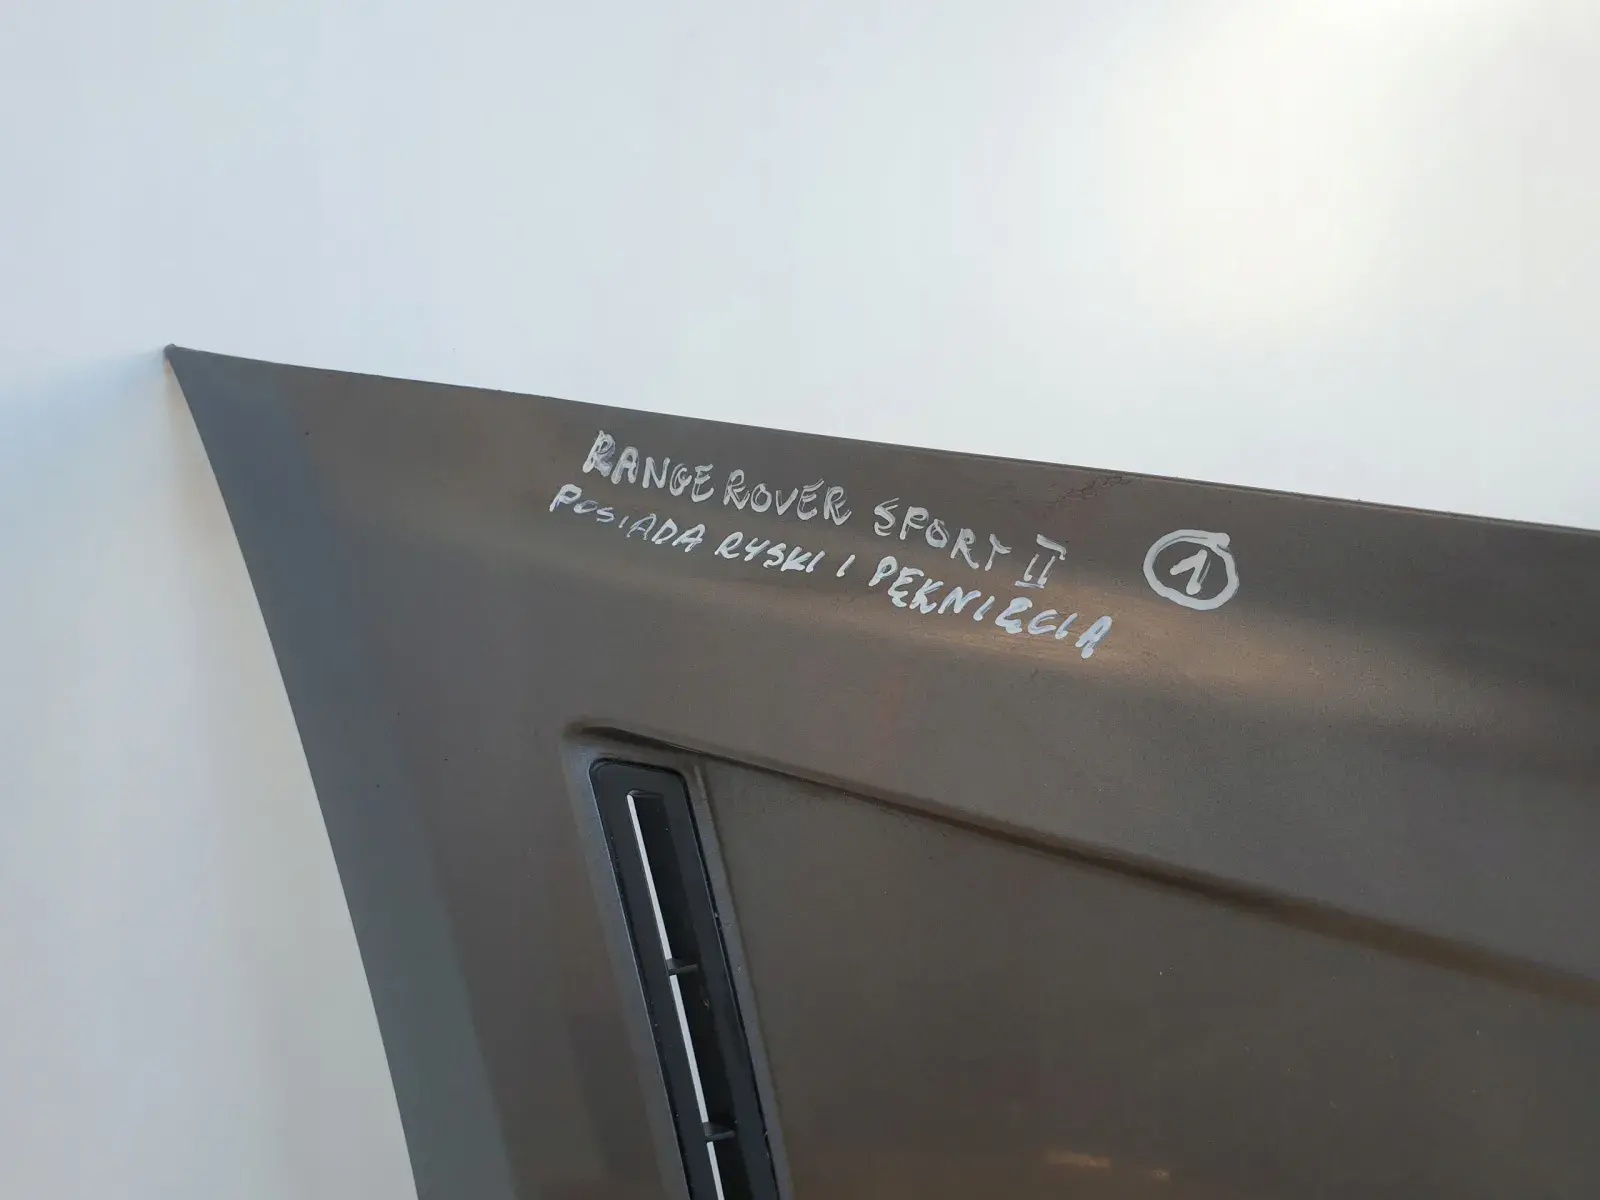 RANGE ROVER SPORT II 1
POSIADA RYSKI I PĘKNIĘCIA